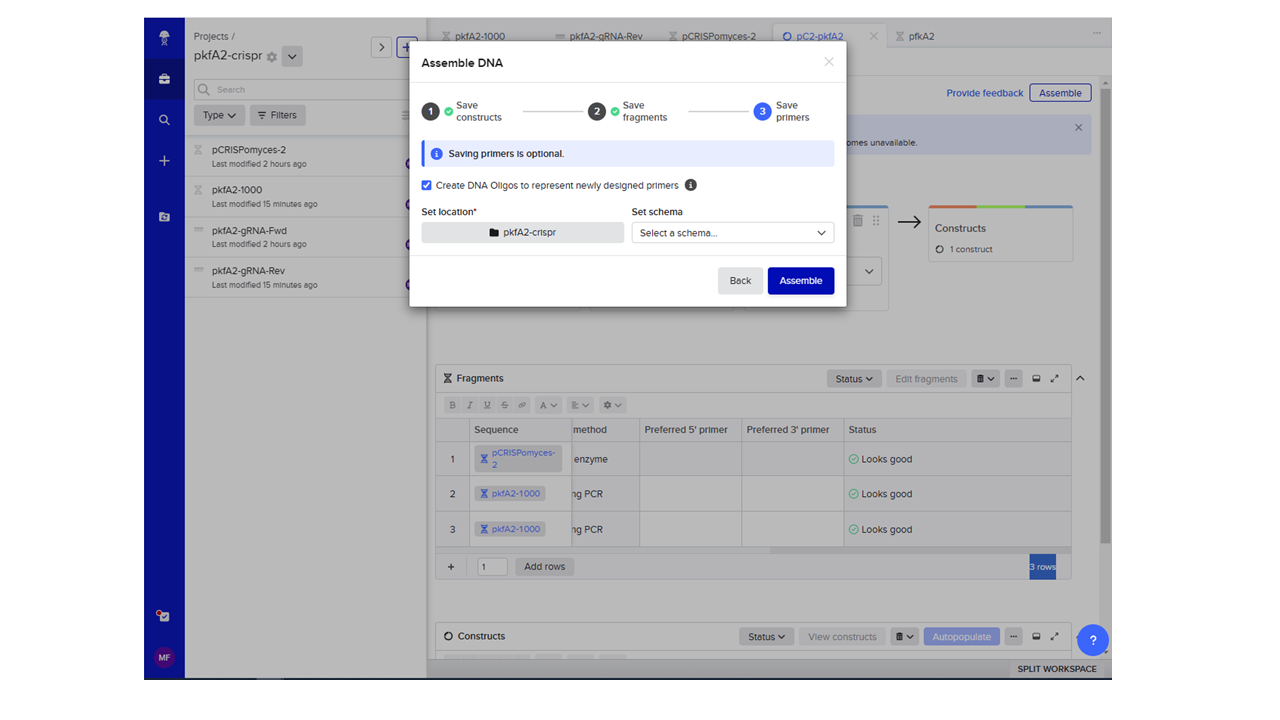 Projects /
pkfA2-crispr
Search
Type
Filters
pCRISPomyces-2
Last modified 2 hours ago
pkfA2-1000
Last modified 15 minutes ago
pkfA2-gRNA-Fwd
Last modified 2 hours ago
pkfA2-gRNA-Rev
Last modified 15 minutes ago
MF
pkfA2-1000
pkfA2-gRNA-Rev
pCRISPomyces-2
pC2-pkfA2
pfkA2
Provide feedback
Assemble
omes unavailable.
Constructs
1 construct
Assemble DNA
1
Save
constructs
2
Save
fragments
3
Save
primers
Saving primers is optional.
Create DNA Oligos to represent newly designed primers
Set location*
Set schema
pkfA2-crispr
Select a schema...
Back
Assemble
Fragments
Status
Edit fragments
B I U S A
Sequence
method
Preferred 5' primer
Preferred 3' primer
Status
1
pCRISPomyces-
2
enzyme
Looks good
2
pkfA2-1000
ng PCR
Looks good
3
pkfA2-1000
ng PCR
Looks good
+
1
Add rows
3 rows
Constructs
Status
View constructs
Autopopulate
?
SPLIT WORKSPACE